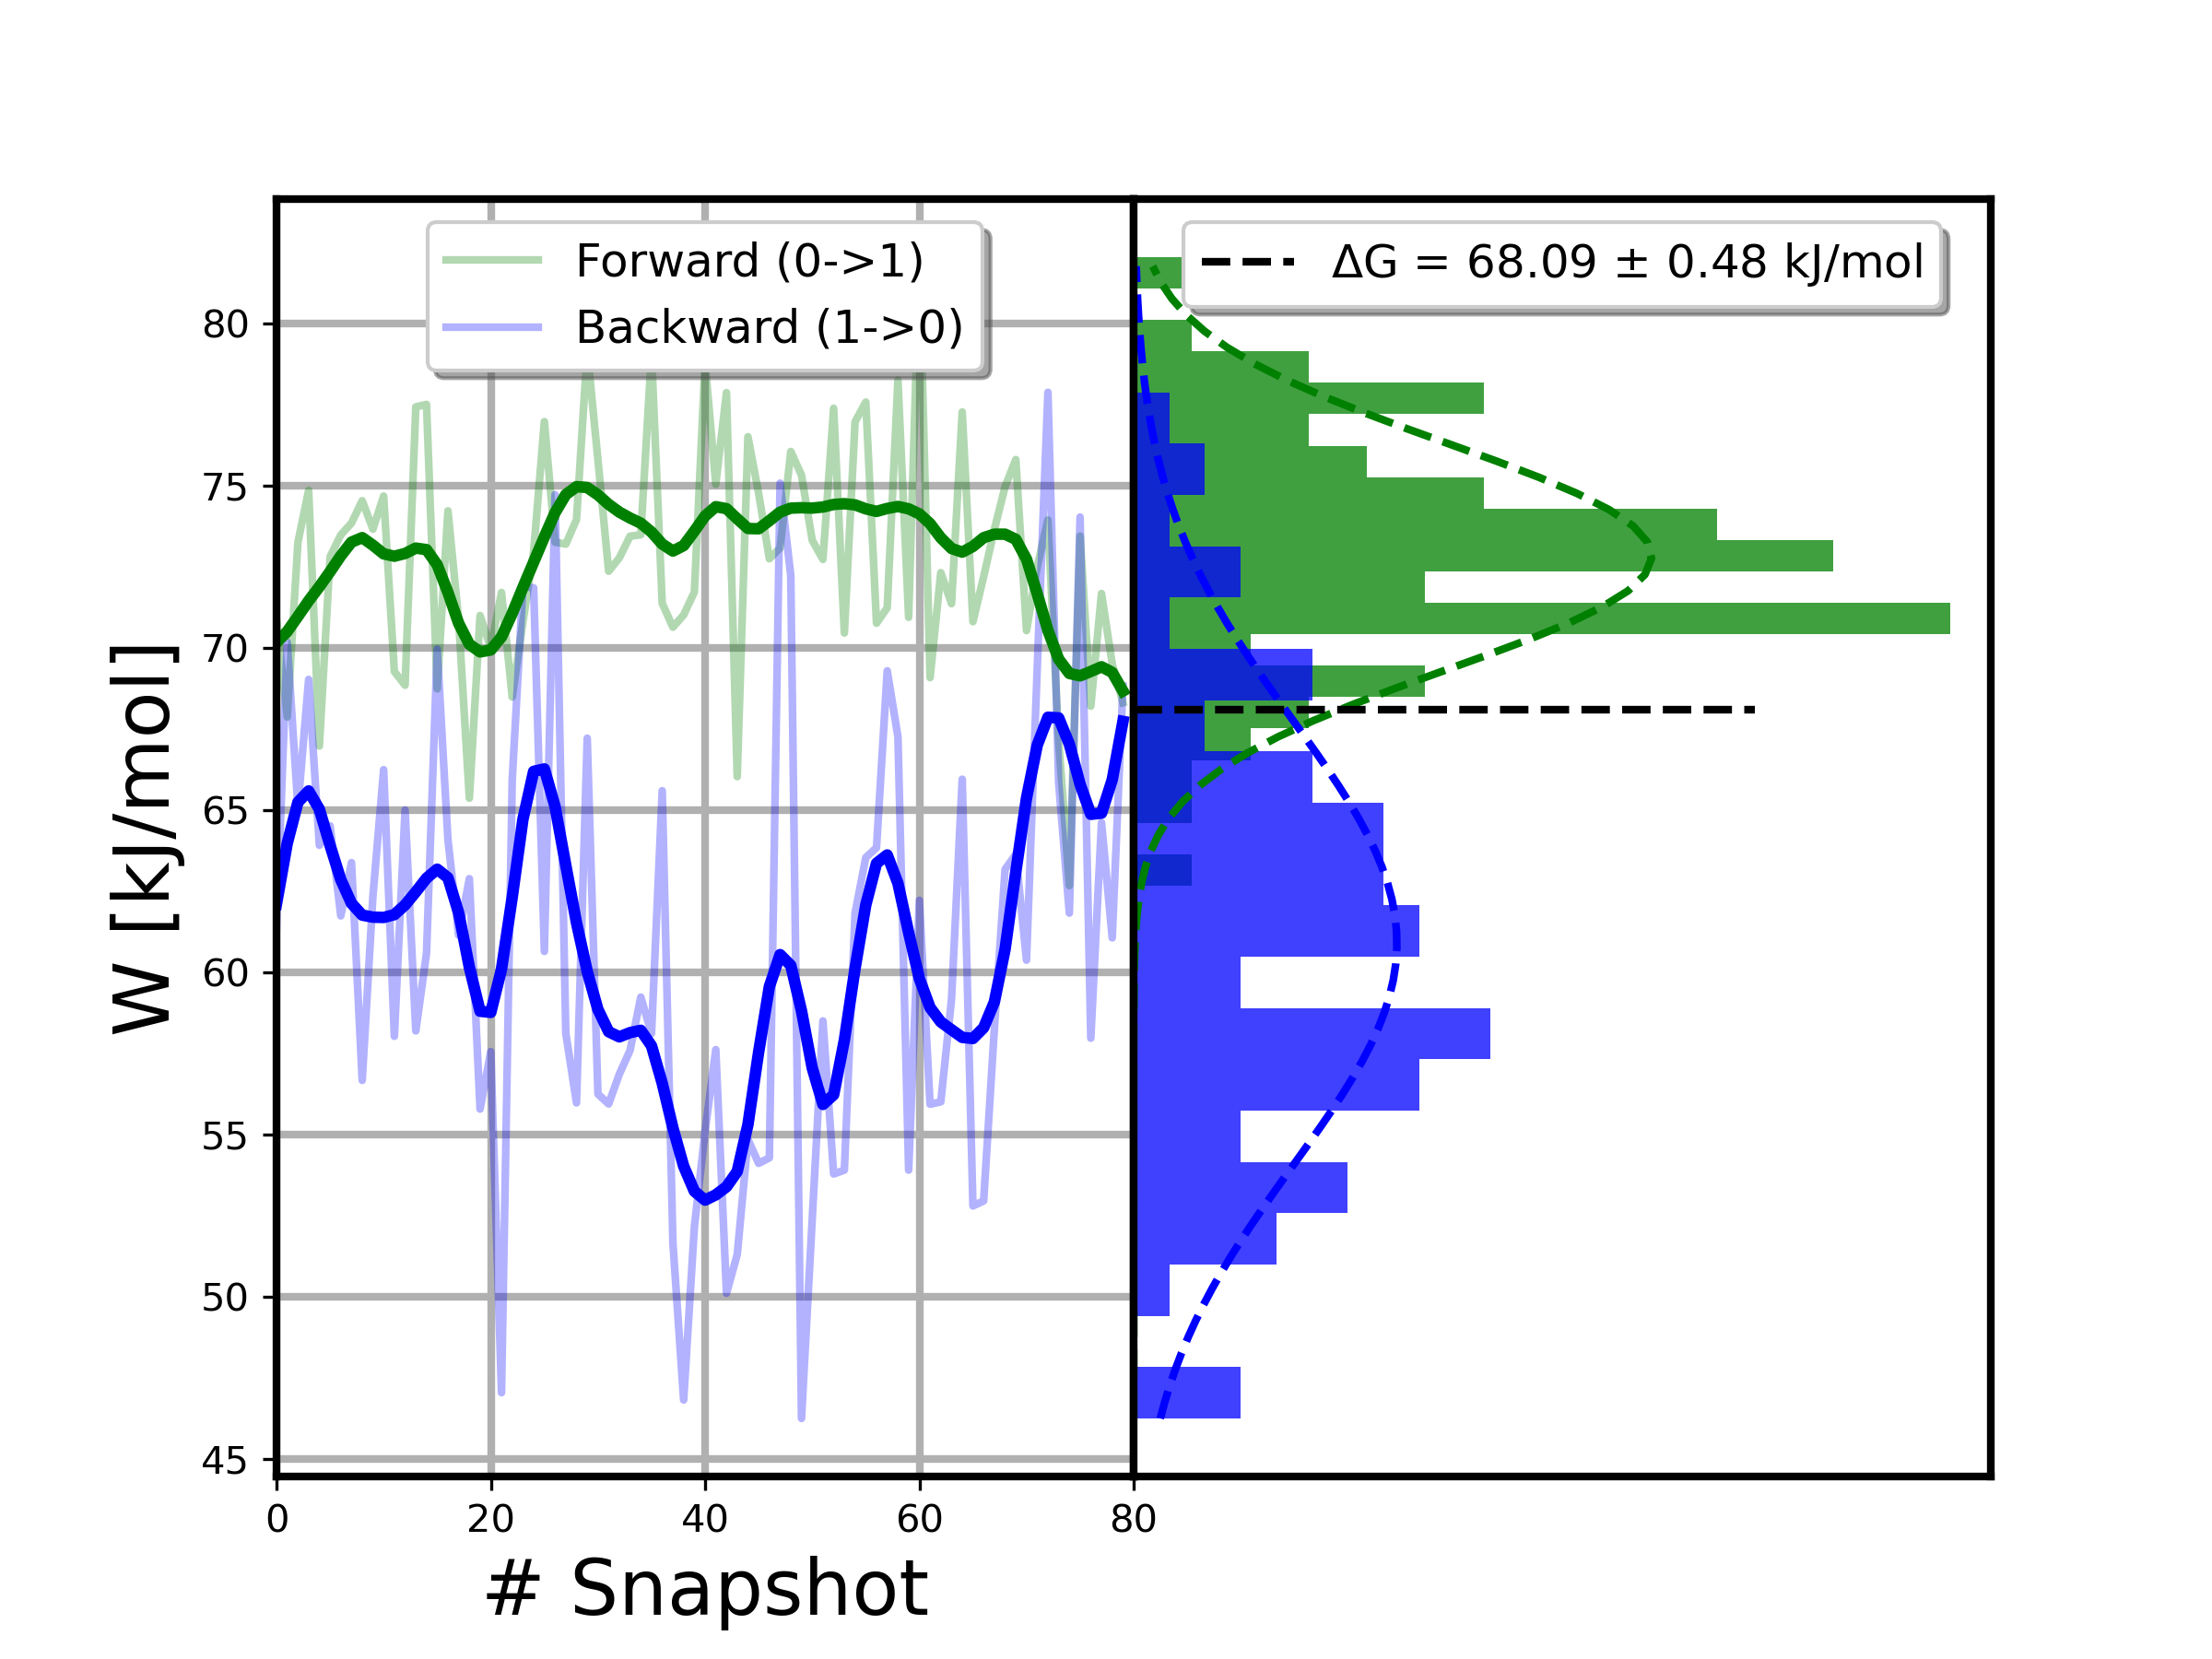 Forward (0->1)
Backward (1->0)
ΔG = 68.09 ± 0.48 kJ/mol
W [kJ/mol]
80
75
70
65
60
55
50
45
0 20 40 60 80
# Snapshot